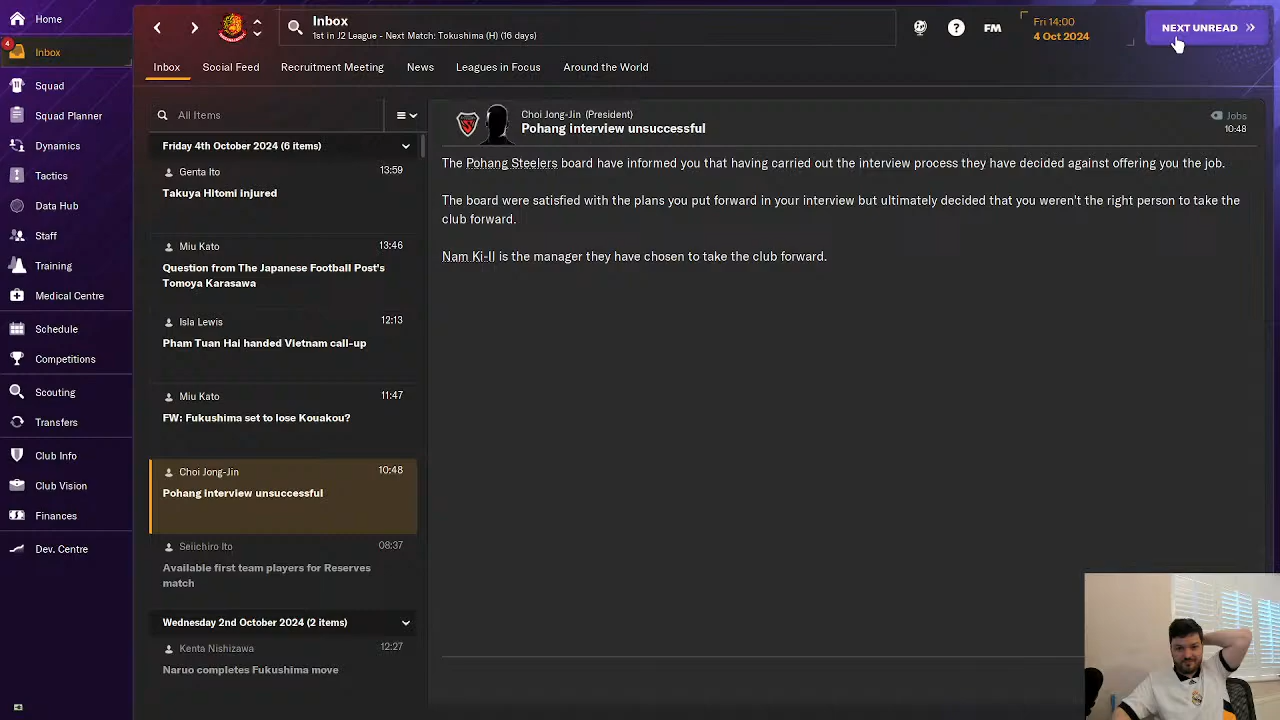 Home
Inbox
1st in J2 League - Next Match: Tokushima (H) (16 days)
FM
Fri 14:00
4 Oct 2024
NEXT UNREAD
4
Inbox
Inbox
Social Feed
Recruitment Meeting
News
Leagues in Focus
Around the World
Squad
Squad Planner
Dynamics
Tactics
Data Hub
Staff
Training
Medical Centre
Schedule
Competitions
Scouting
Transfers
Club Info
Club Vision
Finances
Dev. Centre
All Items
Friday 4th October 2024 (6 items)
Genta Ito
13:59
Takuya Hitomi injured
Miu Kato
13:46
Question from The Japanese Football Post's
Tomoya Karasawa
Isla Lewis
12:13
Pham Tuan Hai handed Vietnam call-up
Miu Kato
11:47
FW: Fukushima set to lose Kouakou?
Choi Jong-Jin
10:48
Pohang interview unsuccessful
Seiichiro Ito
08:37
Available first team players for Reserves
match
Wednesday 2nd October 2024 (2 items)
Kenta Nishizawa
12:27
Naruo completes Fukushima move
Choi Jong-Jin (President)
Pohang interview unsuccessful
Jobs
10:48
The Pohang Steelers board have informed you that having carried out the interview process they have decided against offering you the job.
The board were satisfied with the plans you put forward in your interview but ultimately decided that you weren't the right person to take the
club forward.
Nam Ki-Il is the manager they have chosen to take the club forward.